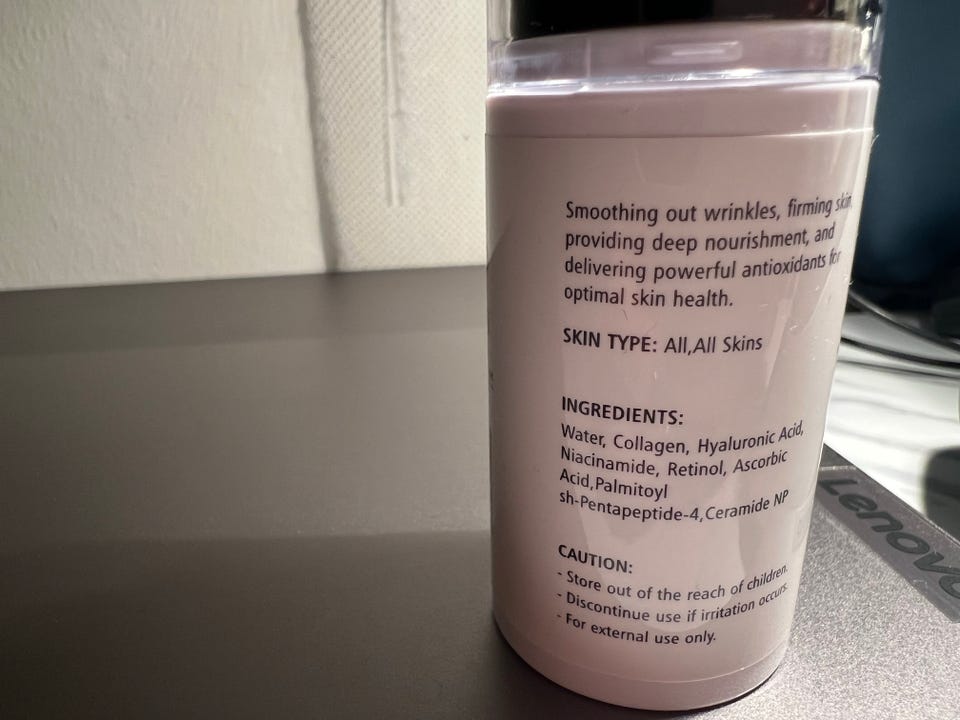 Smoothing out wrinkles, firming skin,
providing deep nourishment, and
delivering powerful antioxidants for
optimal skin health.
SKIN TYPE: All,All Skins
INGREDIENTS:
Water, Collagen, Hyaluronic Acid,
Niacinamide, Retinol, Ascorbic
Acid,Palmitoyl
sh-Pentapeptide-4,Ceramide NP
CAUTION:
- Store out of the reach of children.
- Discontinue use if irritation occurs.
- For external use only.
Lenovo